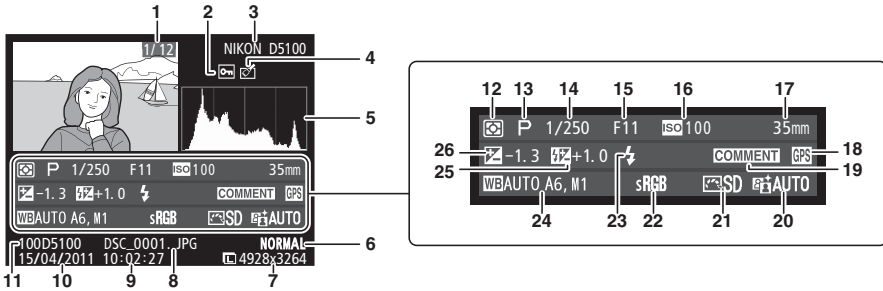 1 2 3
1/12 NIKON D5100
4
5
P 1/250 F11 ISO 100 35mm
-1.3 +1.0 COMMENT GPS
WB AUTO A6, M1 sRGB SD AUTO
100D5100 DSC_0001.JPG NORMAL
15/04/2011 10:02:27 L 4928x3264
6
11 10 9 8 7
12 13 14 15 16 17
P 1/250 F11 ISO 100 35mm
26 -1.3 +1.0 COMMENT GPS 18
25 19
WB AUTO A6, M1 sRGB SD AUTO
24 23 22 21 20